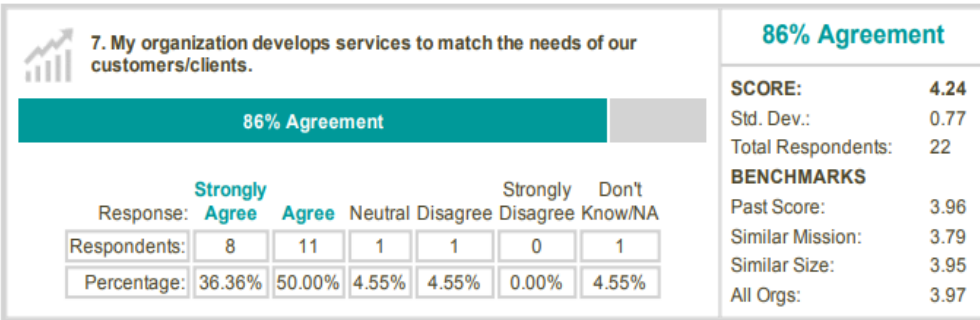 7. My organization develops services to match the needs of our
customers/clients.
86% Agreement
Response: Strongly Agree Agree Neutral Disagree Strongly Disagree Don't Know/NA
Respondents: 8 11 1 1 0 1
Percentage: 36.36% 50.00% 4.55% 4.55% 0.00% 4.55%
86% Agreement
SCORE: 4.24
Std. Dev.: 0.77
Total Respondents: 22
BENCHMARKS
Past Score: 3.96
Similar Mission: 3.79
Similar Size: 3.95
All Orgs: 3.97